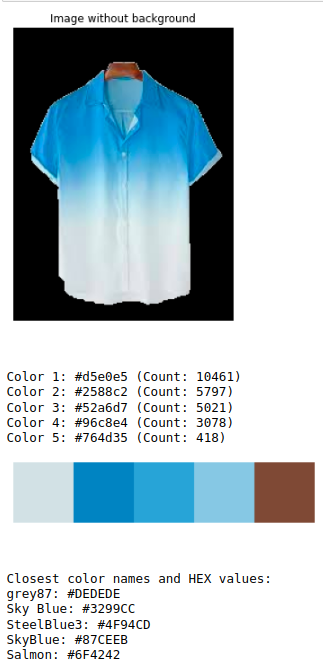 Image without background
Color 1: #d5e0e5 (Count: 10461)
Color 2: #2588c2 (Count: 5797)
Color 3: #52a6d7 (Count: 5021)
Color 4: #96c8e4 (Count: 3078)
Color 5: #764d35 (Count: 418)
Closest color names and HEX values:
grey87: #DEDEDE
Sky Blue: #3299CC
SteelBlue3: #4F94CD
SkyBlue: #87CEEB
Salmon: #6F4242